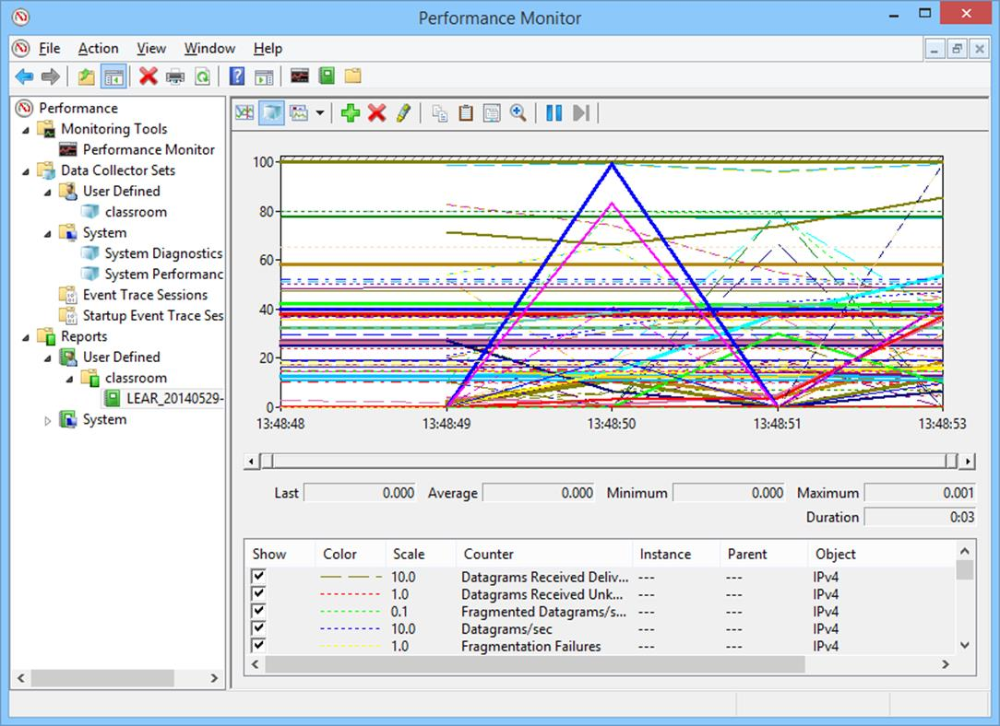 Performance Monitor
File Action View Window Help
Performance
Monitoring Tools
Performance Monitor
Data Collector Sets
User Defined
classroom
System
System Diagnostics
System Performanc
Event Trace Sessions
Startup Event Trace Ses
Reports
User Defined
classroom
LEAR_20140529-
System
100
80
60
40
20
0
13:48:48 13:48:49 13:48:50 13:48:51 13:48:53
Last 0.000 Average 0.000 Minimum 0.000 Maximum 0.001
Duration 0:03
Show Color Scale Counter Instance Parent Object
10.0 Datagrams Received Deliv... --- --- IPv4
1.0 Datagrams Received Unk... --- --- IPv4
0.1 Fragmented Datagrams/s... --- --- IPv4
10.0 Datagrams/sec --- --- IPv4
1.0 Fragmentation Failures --- --- IPv4